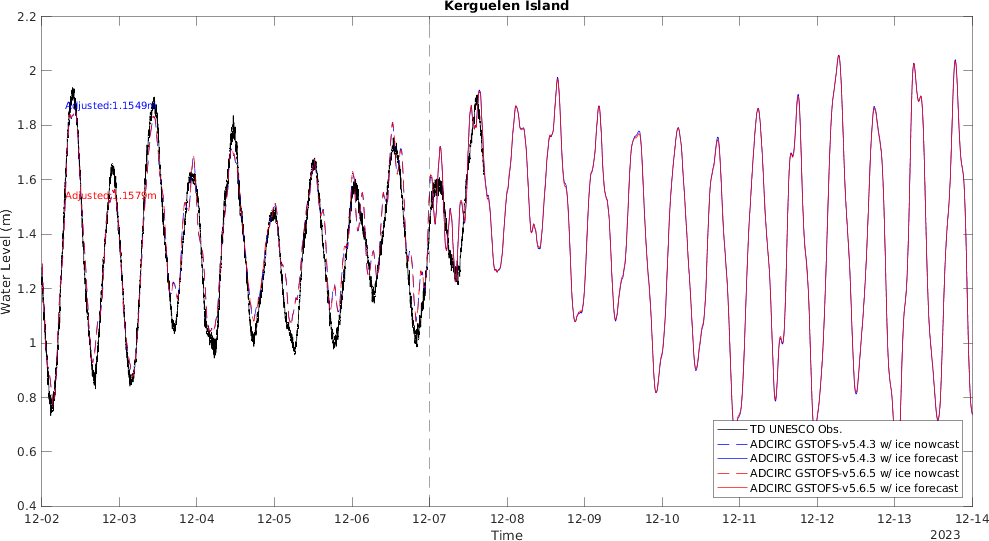 Kerguelen Island
2.2
2
1.8
1.6
1.4
1.2
1
0.8
0.6
0.4
Water Level (m)
Adjusted:1.1549m
Adjusted:1.1579m
12-02
12-03
12-04
12-05
12-06
12-07
12-08
12-09
12-10
12-11
12-12
12-13
12-14
Time
2023
TD UNESCO Obs.
ADCIRC GSTOFS-v5.4.3 w/ ice nowcast
ADCIRC GSTOFS-v5.4.3 w/ ice forecast
ADCIRC GSTOFS-v5.6.5 w/ ice nowcast
ADCIRC GSTOFS-v5.6.5 w/ ice forecast